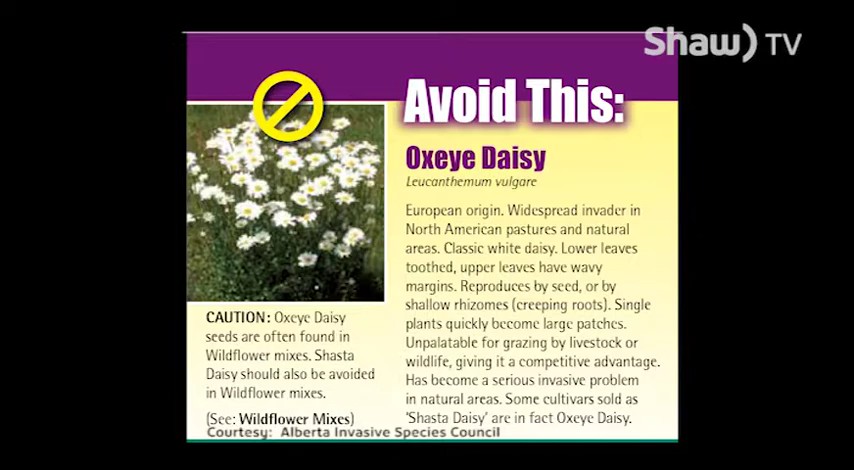 Shaw) TV
Avoid This:
Oxeye Daisy
Leucanthemum vulgare
European origin. Widespread invader in
North American pastures and natural
areas. Classic white daisy. Lower leaves
toothed, upper leaves have wavy
margins. Reproduces by seed, or by
shallow rhizomes (creeping roots). Single
plants quickly become large patches.
Unpalatable for grazing by livestock or
wildlife, giving it a competitive advantage.
Has become a serious invasive problem
in natural areas. Some cultivars sold as
'Shasta Daisy' are in fact Oxeye Daisy.
CAUTION: Oxeye Daisy
seeds are often found in
Wildflower mixes. Shasta
Daisy should also be avoided
in Wildflower mixes.
(See: Wildflower Mixes)
Courtesy: Alberta Invasive Species Council